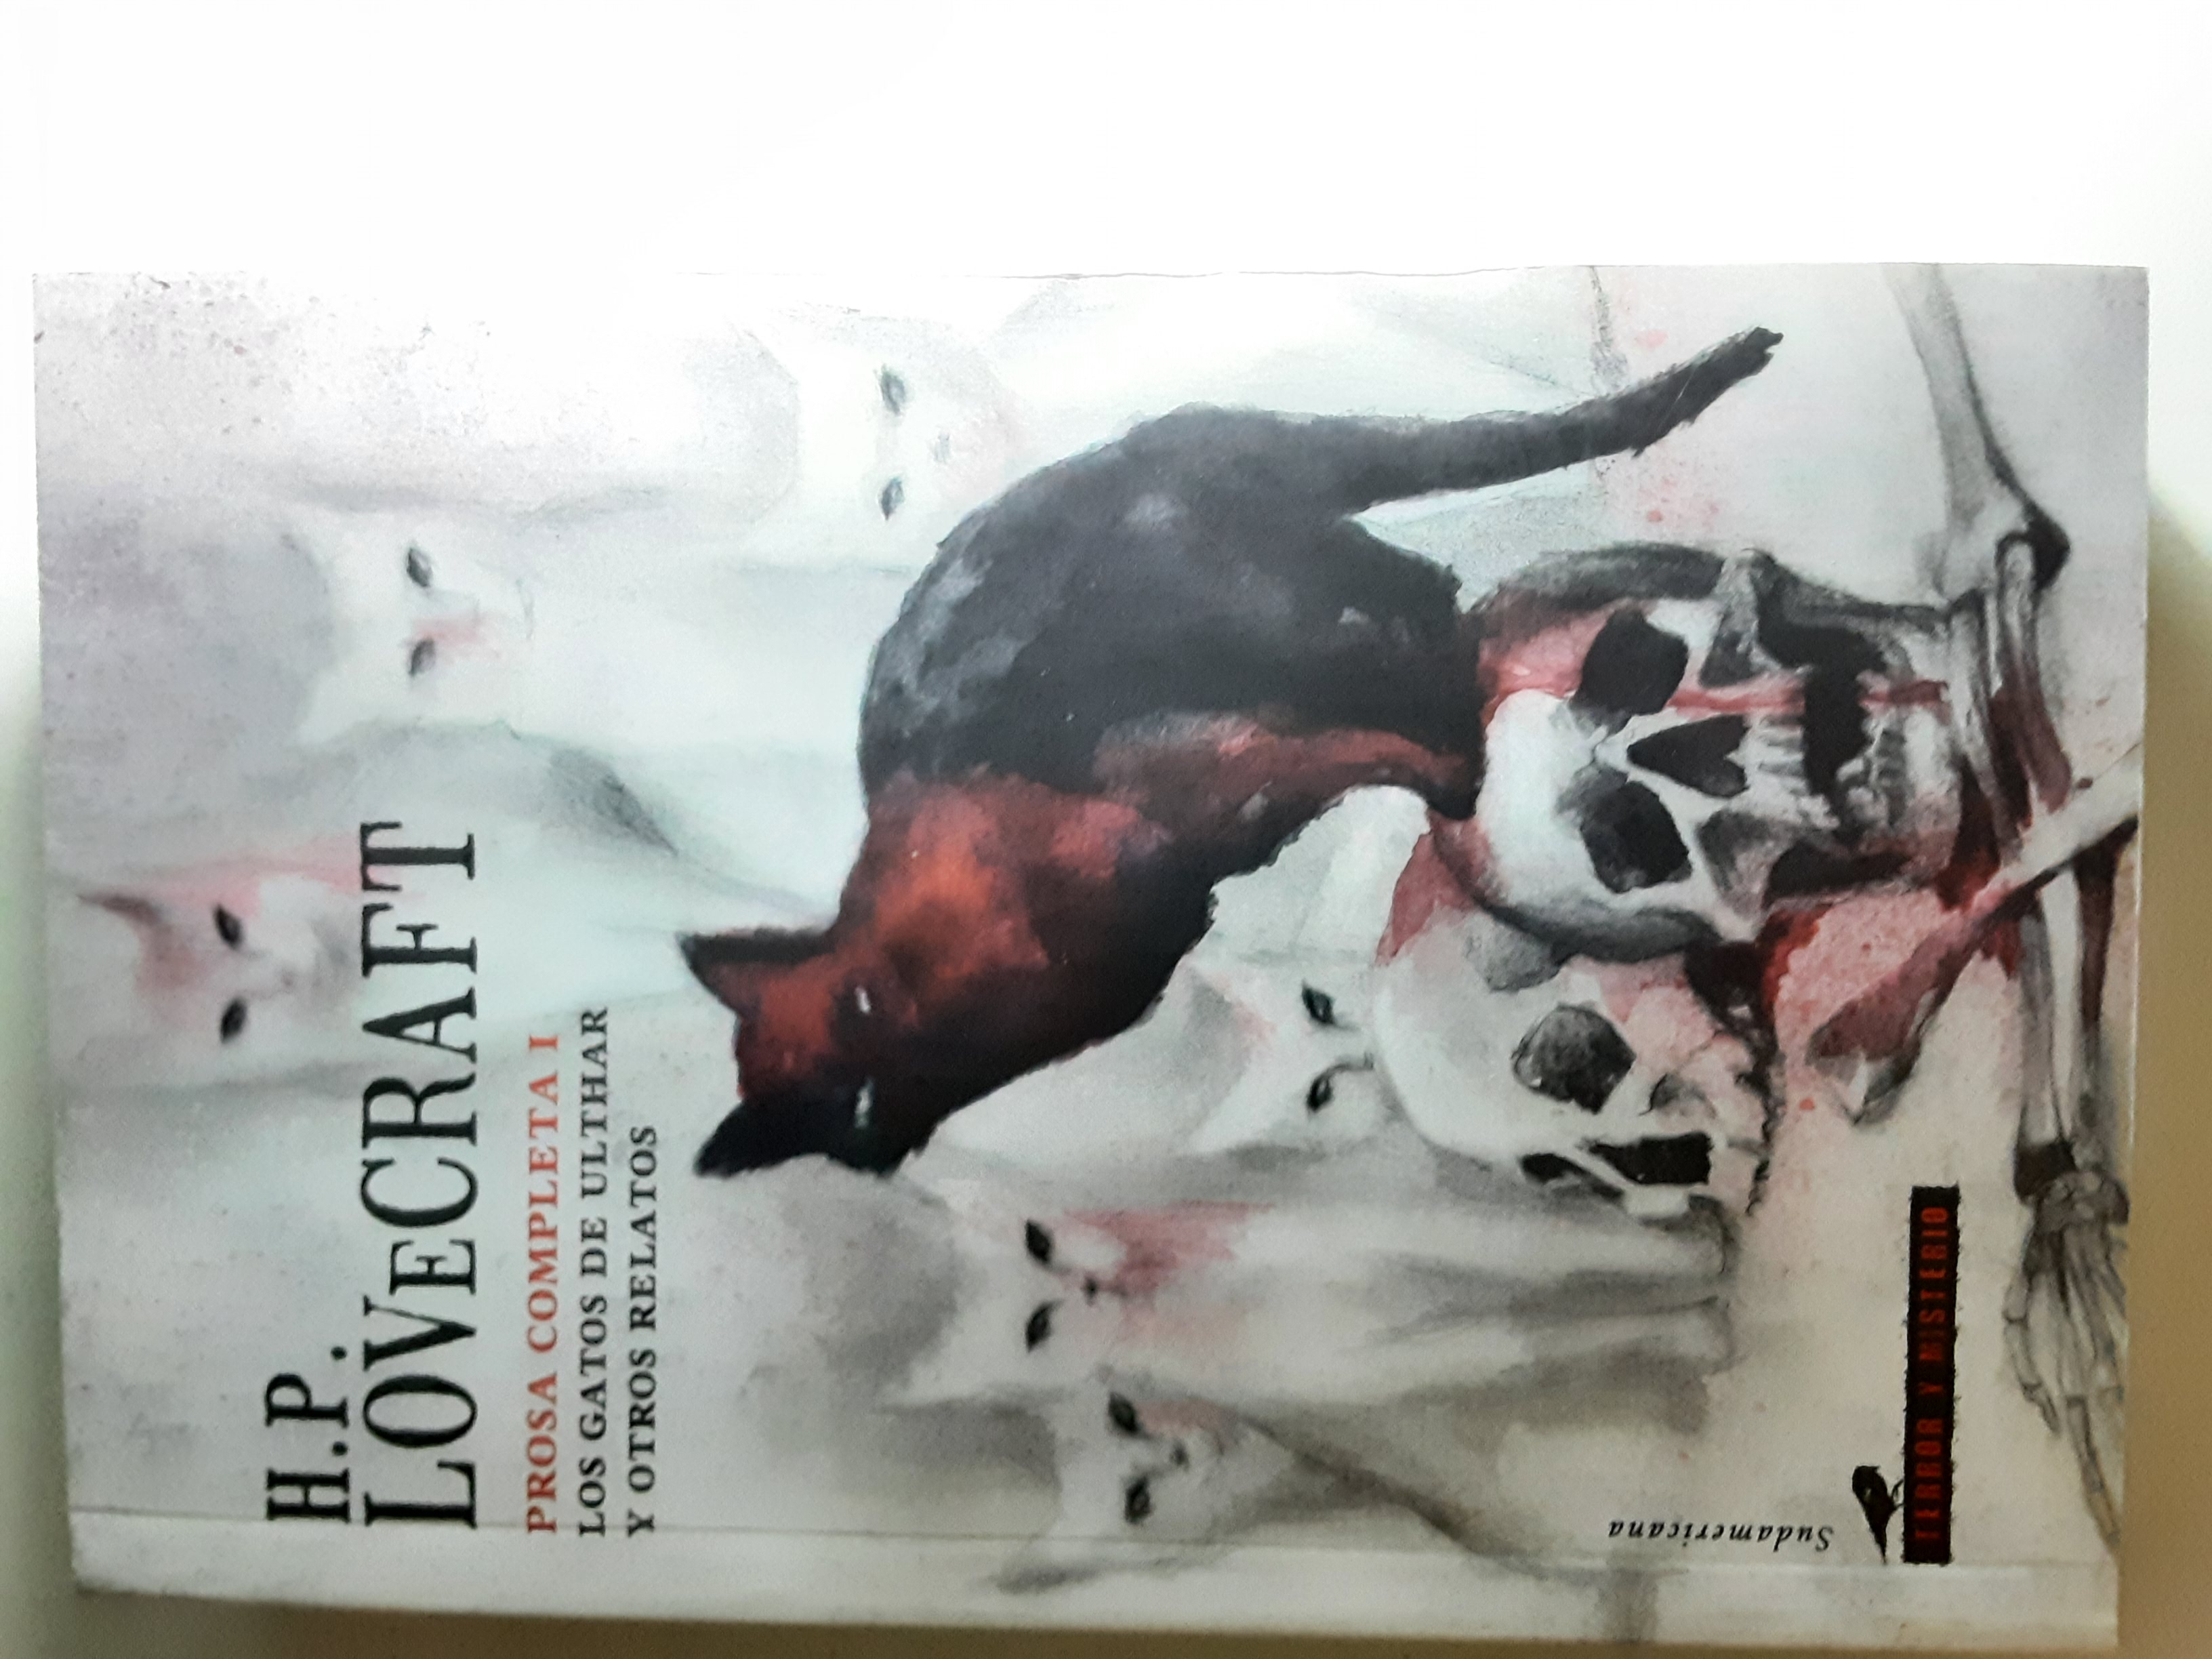 H.P.
LOVECRAFT
PROSA COMPLETA I
LOS GATOS DE ULTHAR
Y OTROS RELATOS
Sudamericana
TERROR Y MISTERIO